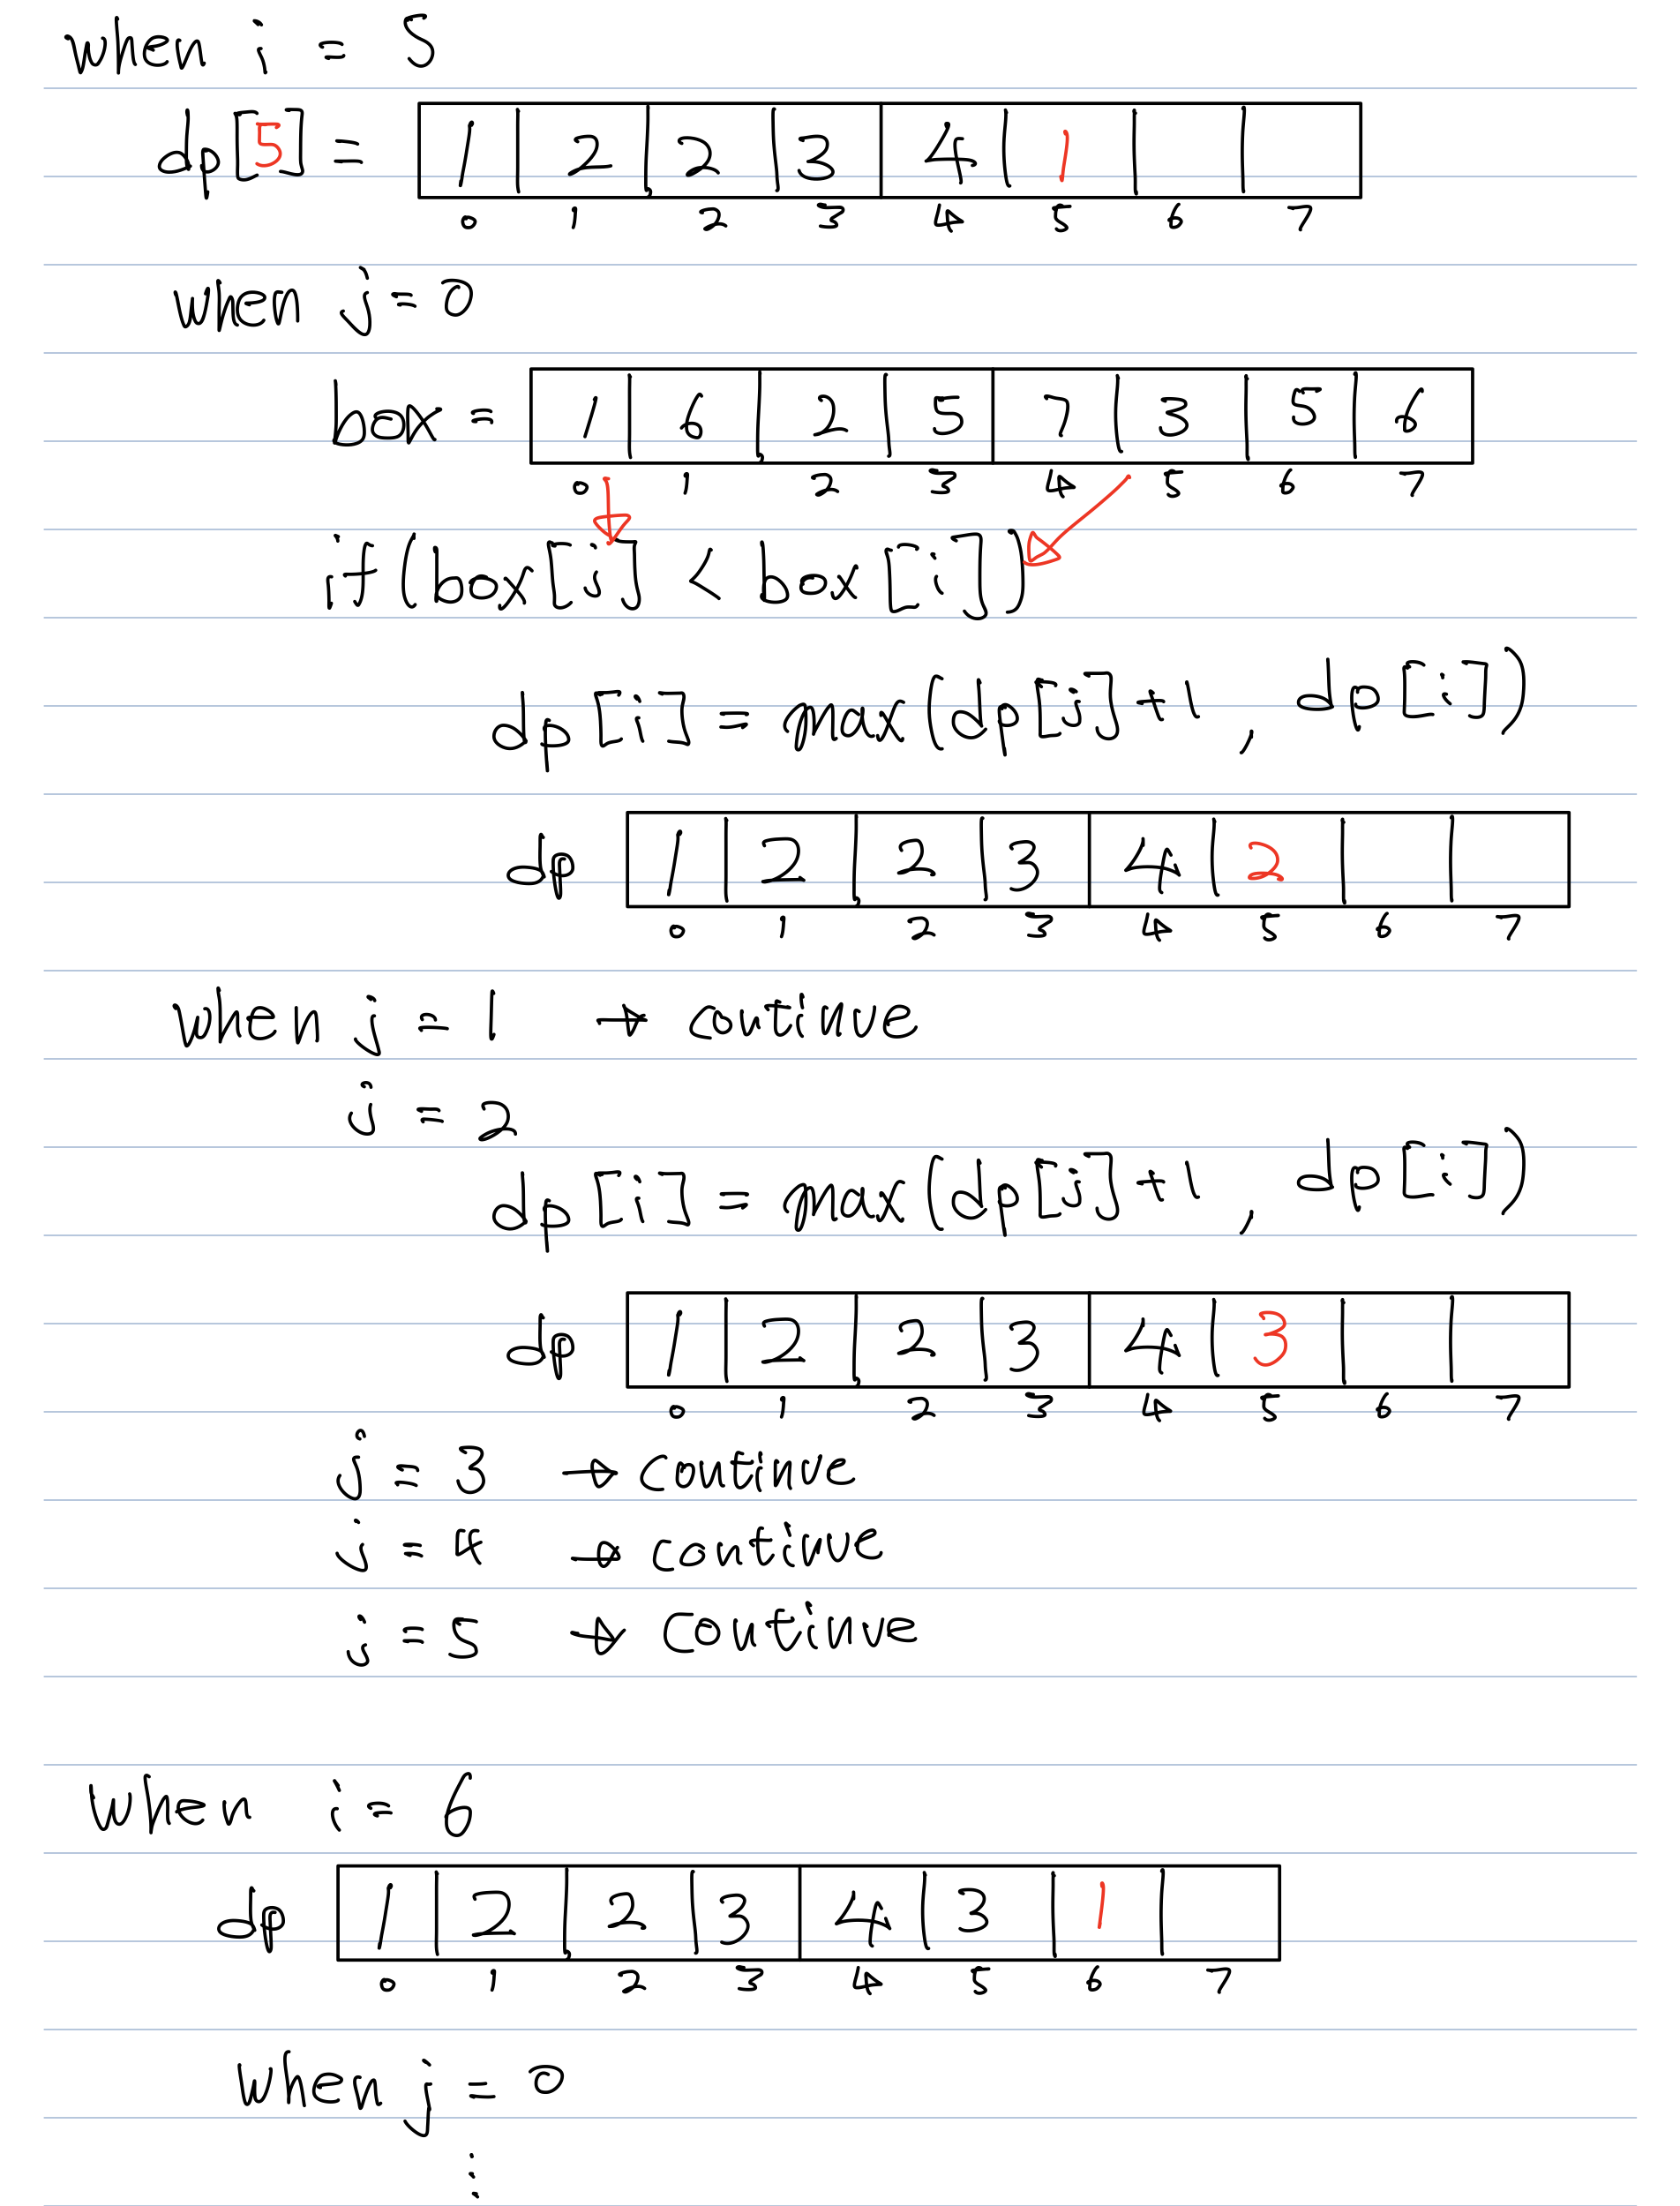 when i = 5
dp[5] = 1 2 2 3 4 1
0 1 2 3 4 5 6 7
when j=0
box = 1 6 2 5 7 3 5 6
0 1 2 3 4 5 6 7
if(box[j] < box[i])
dp[i] = max(dp[j]+1, dp[i])
dp 1 2 2 3 4 2
0 1 2 3 4 5 6 7
when j = 1 → continue
j = 2
dp[i] = max(dp[j]+1, dp[i])
dp 1 2 2 3 4 3
0 1 2 3 4 5 6 7
j = 3 → continue
j = 4 → continue
j = 5 → continue
when i = 6
dp 1 2 2 3 4 3 1
0 1 2 3 4 5 6 7
when j = 0
⋮